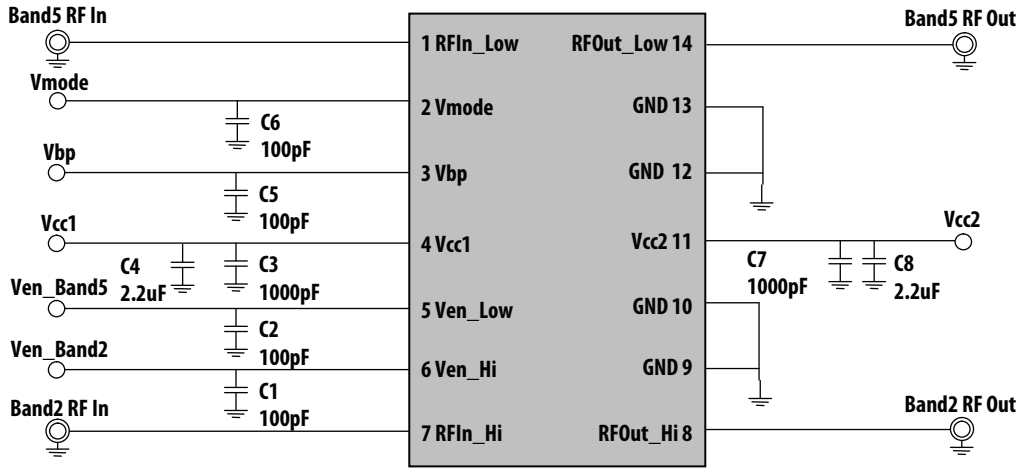 Band5 RF In
Vmode
C6
100pF
Vbp
C5
100pF
Vcc1
C4
2.2uF
C3
1000pF
Ven_Band5
C2
100pF
Ven_Band2
C1
100pF
Band2 RF In
1 RFIn_Low
2 Vmode
3 Vbp
4 Vcc1
5 Ven_Low
6 Ven_Hi
7 RFIn_Hi
RFOut_Low 14
GND 13
GND 12
Vcc2 11
GND 10
GND 9
RFOut_Hi 8
Band5 RF Out
Vcc2
C7
1000pF
C8
2.2uF
Band2 RF Out